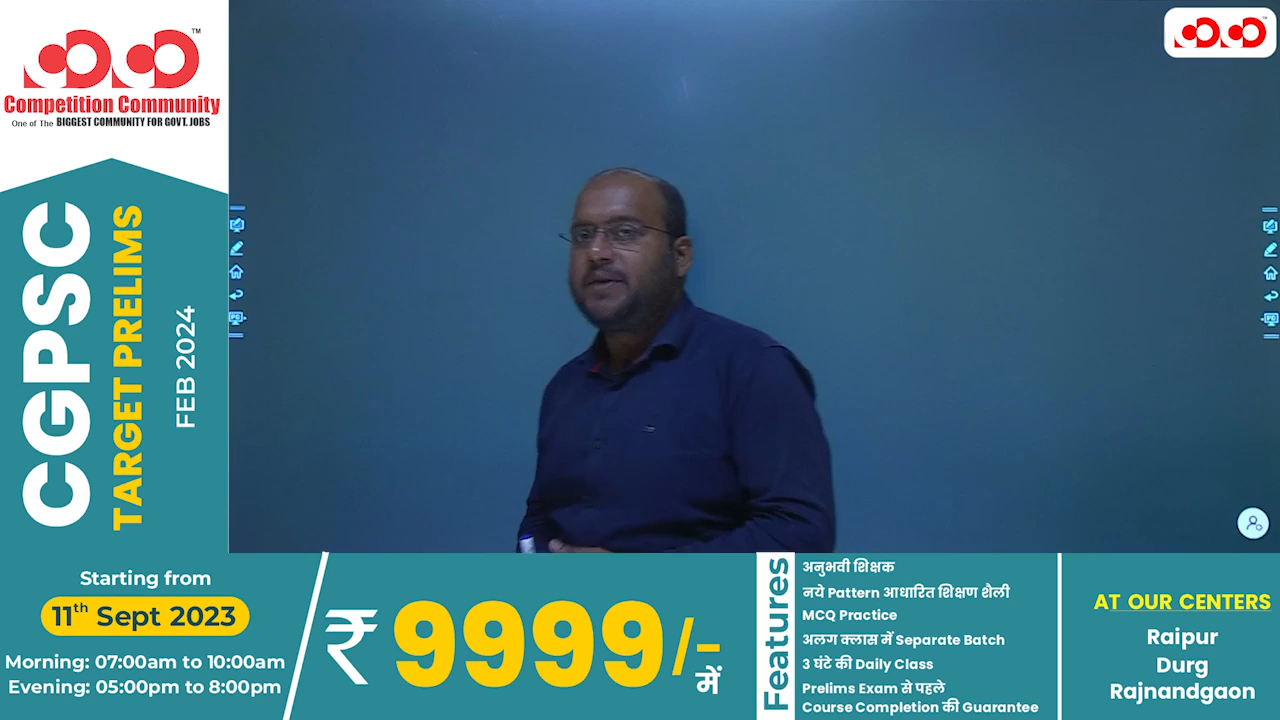 TM
Competition Community
One of The BIGGEST COMMUNITY FOR GOVT. JOBS
CGPSC
TARGET PRELIMS
FEB 2024
Starting from
11th Sept 2023
Morning: 07:00am to 10:00am
Evening: 05:00pm to 8:00pm
₹ 9999/- में
Features
अनुभवी शिक्षक
नये Pattern आधारित शिक्षण शैली
MCQ Practice
अलग क्लास में Separate Batch
3 घंटे की Daily Class
Prelims Exam से पहले
Course Completion की Guarantee
AT OUR CENTERS
Raipur
Durg
Rajnandgaon